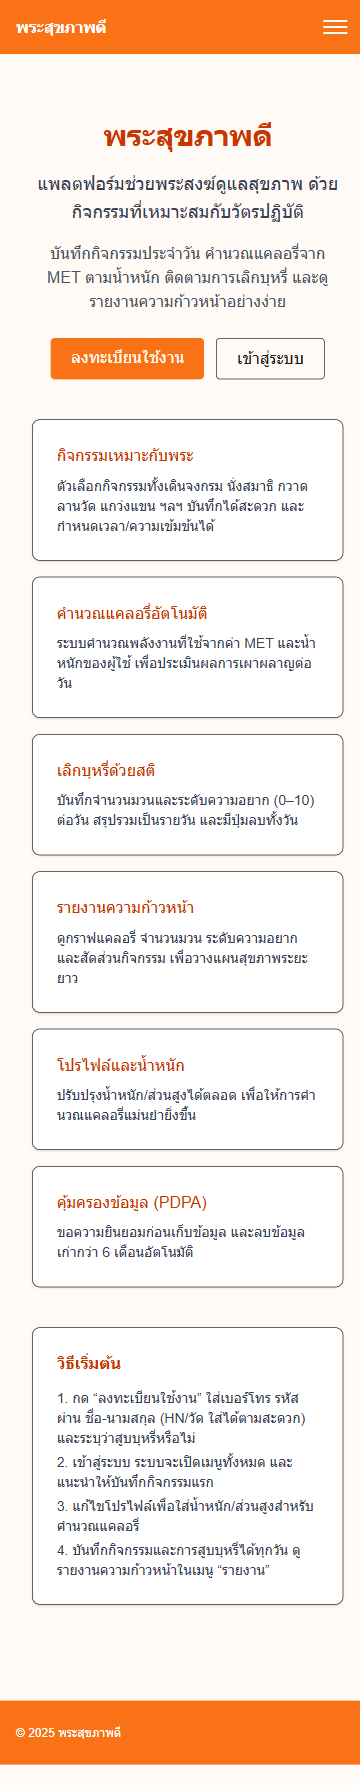 พระสุขภาพดี
พระสุขภาพดี
แพลตฟอร์มช่วยพระสงฆ์ดูแลสุขภาพ ด้วย
กิจกรรมที่เหมาะสมกับวัตรปฏิบัติ
บันทึกกิจกรรมประจำวัน คำนวณแคลอรี่จาก
MET ตามน้ำหนัก ติดตามการเลิกบุหรี่ และดู
รายงานความก้าวหน้าอย่างง่าย
ลงทะเบียนใช้งาน
เข้าสู่ระบบ
กิจกรรมเหมาะกับพระ
ตัวเลือกกิจกรรมทั้งเดินจงกรม นั่งสมาธิ กวาด
ลานวัด แกว่งแขน ฯลฯ บันทึกได้สะดวก และ
กำหนดเวลา/ความเข้มข้นได้
คำนวณแคลอรี่อัตโนมัติ
ระบบคำนวณพลังงานที่ใช้จากค่า MET และน้ำ
หนักของผู้ใช้ เพื่อประเมินผลการเผาผลาญต่อ
วัน
เลิกบุหรี่ด้วยสติ
บันทึกจำนวนมวนและระดับความอยาก (0–10)
ต่อวัน สรุปรวมเป็นรายวัน และมีปุ่มลบทั้งวัน
รายงานความก้าวหน้า
ดูกราฟแคลอรี่ จำนวนมวน ระดับความอยาก
และสัดส่วนกิจกรรม เพื่อวางแผนสุขภาพระยะ
ยาว
โปรไฟล์และน้ำหนัก
ปรับปรุงน้ำหนัก/ส่วนสูงได้ตลอด เพื่อให้การคำ
นวณแคลอรี่แม่นยำยิ่งขึ้น
คุ้มครองข้อมูล (PDPA)
ขอความยินยอมก่อนเก็บข้อมูล และลบข้อมูล
เก่ากว่า 6 เดือนอัตโนมัติ
วิธีเริ่มต้น
1. กด “ลงทะเบียนใช้งาน” ใส่เบอร์โทร รหัส
ผ่าน ชื่อ-นามสกุล (HN/วัด ใส่ได้ตามสะดวก)
และระบุว่าสูบบุหรี่หรือไม่
2. เข้าสู่ระบบ ระบบจะเปิดเมนูทั้งหมด และ
แนะนำให้บันทึกกิจกรรมแรก
3. แก้ไขโปรไฟล์เพื่อใส่น้ำหนัก/ส่วนสูงสำหรับ
คำนวณแคลอรี่
4. บันทึกกิจกรรมและการสูบบุหรี่ได้ทุกวัน ดู
รายงานความก้าวหน้าในเมนู “รายงาน”
© 2025 พระสุขภาพดี